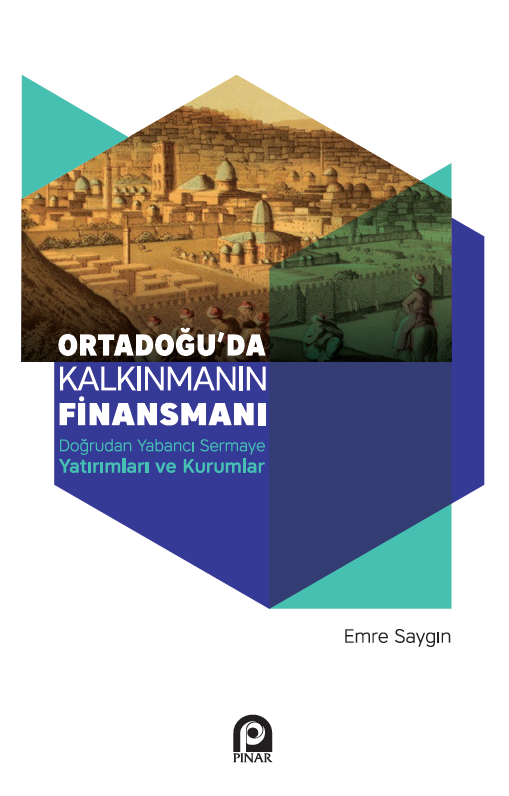 ORTADOĞU'DA
KALKINMANIN
FİNANSMANI
Doğrudan Yabancı Sermaye
Yatırımları ve Kurumlar
Emre Saygın
PINAR